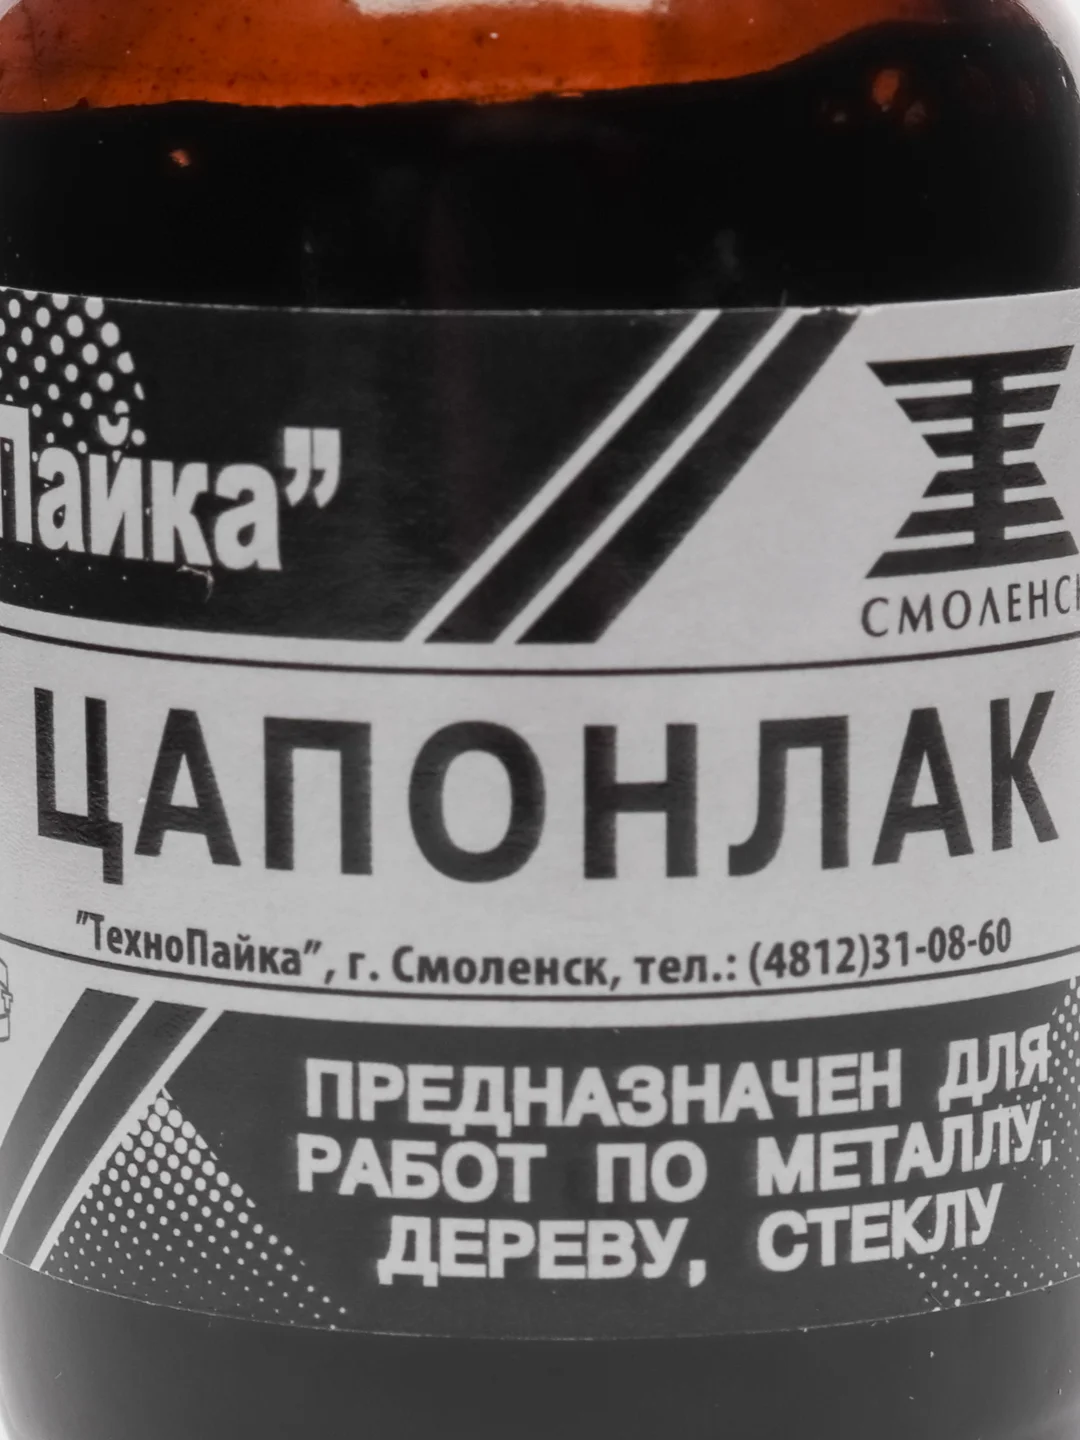 Пайка"
СМОЛЕНСК
ЦАПОНЛАК
"ТехноПайка", г. Смоленск, тел.: (4812)31-08-60
ПРЕДНАЗНАЧЕН ДЛЯ
РАБОТ ПО МЕТАЛЛУ,
ДЕРЕВУ, СТЕКЛУ